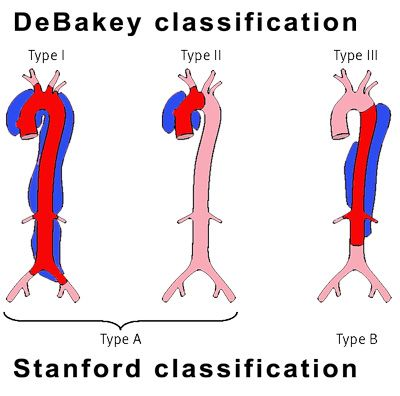 DeBakey classification
Type I Type II Type III
Type A Type B
Stanford classification